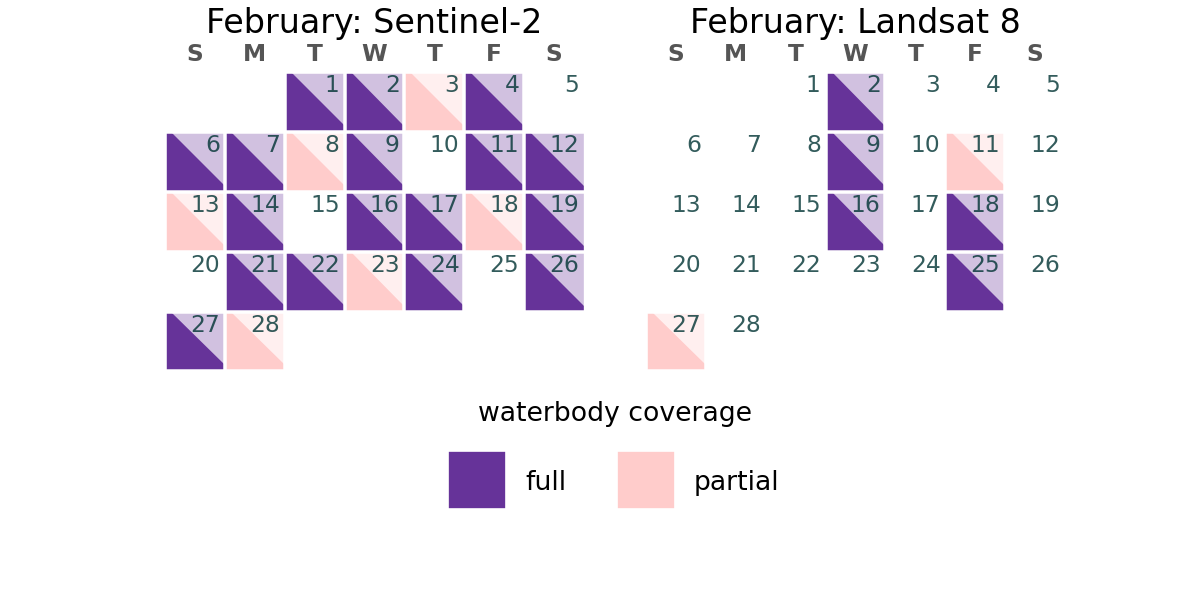 February: Sentinel-2
S M T W T F S
1 2 3 4 5
6 7 8 9 10 11 12
13 14 15 16 17 18 19
20 21 22 23 24 25 26
27 28
February: Landsat 8
S M T W T F S
1 2 3 4 5
6 7 8 9 10 11 12
13 14 15 16 17 18 19
20 21 22 23 24 25 26
27 28
waterbody coverage
full partial